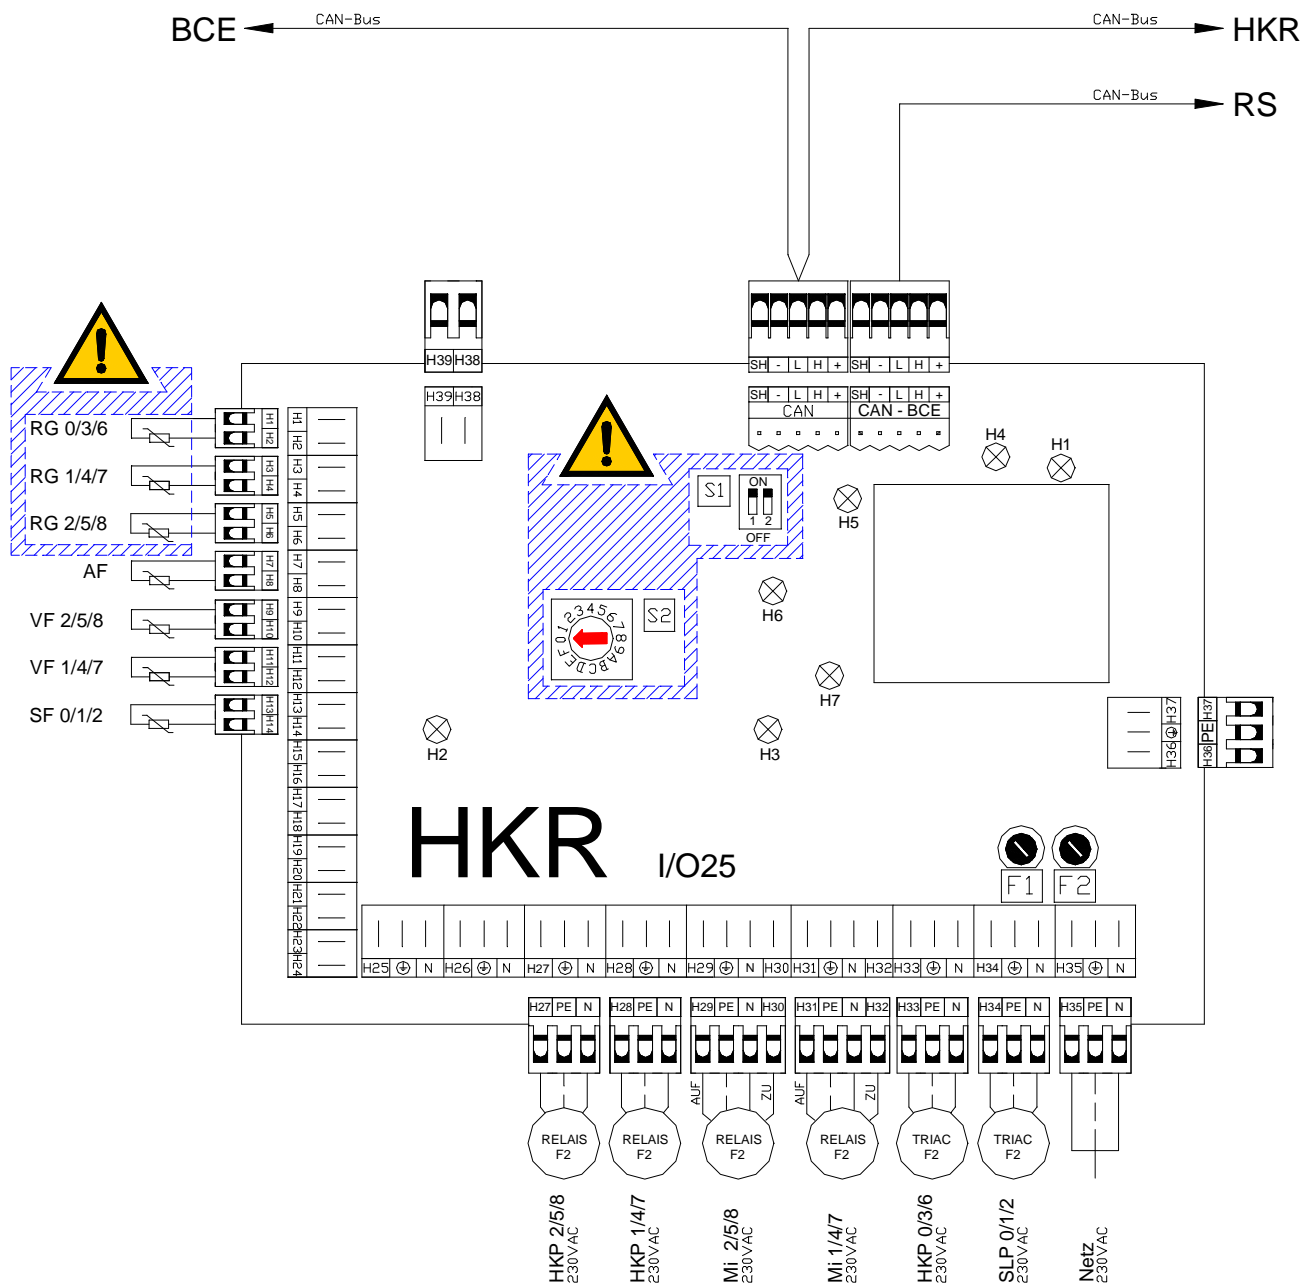 BCE CAN-Bus CAN-Bus HKR
CAN-Bus RS
H39 H38
SH - L H + SH - L H +
H39 H38
SH - L H + SH - L H +
CAN CAN - BCE
RG 0/3/6 H1 H2 H1 H2
RG 1/4/7 H3 H4 H3 H4
RG 2/5/8 H5 H6 H5 H6
AF H7 H8 H7 H8
VF 2/5/8 H9 H10 H9 H10
VF 1/4/7 H11 H12 H11 H12
SF 0/1/2 H13 H14 H13 H14
H15 H16
H17 H18
H19 H20
H21 H22
H23 H24
!
!
S1
ON
1 2
OFF
S2
0123456789ABCDEF
H4
H1
H5
H6
H7
H2
H3
H36 H37
H36 PE H37
HKR I/O25
F1 F2
H25 N H26 N H27 N H28 N H29 N H30 H31 N H32 H33 N H34 N H35 N
H27 PE N H28 PE N H29 PE N H30 H31 PE N H32 H33 PE N H34 PE N H35 PE N
AUF ZU AUF ZU
RELAIS F2
RELAIS F2
RELAIS F2
RELAIS F2
TRIAC F2
TRIAC F2
HKP 2/5/8
230VAC
HKP 1/4/7
230VAC
Mi 2/5/8
230VAC
Mi 1/4/7
230VAC
HKP 0/3/6
230VAC
SLP 0/1/2
230VAC
Netz
230VAC